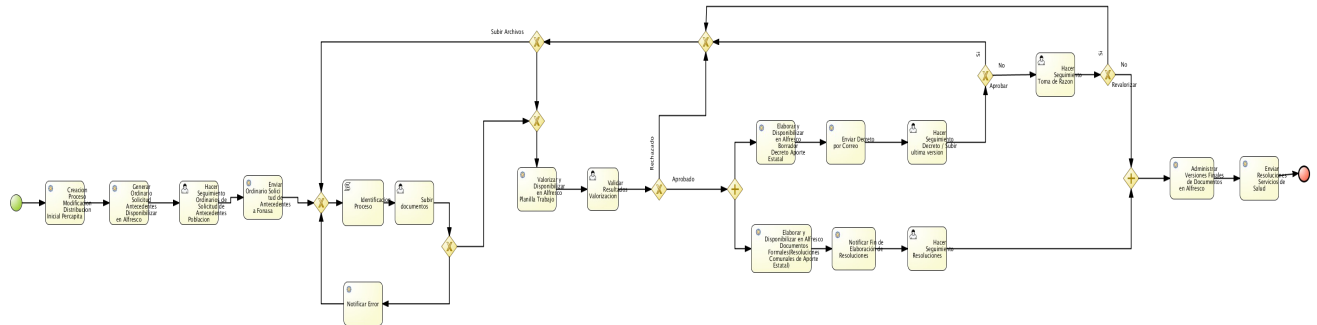 Creacion
Proceso
Modificacion
Distribucion
Inicial Percapita
Generar
Ordinario
Solicitud
Antecedentes
Disponibilizar
en Alfresco
Hacer
Seguimiento
Ordinarios de
Solicitud de
Antecedentes
Poblacion
Enviar
Ordinario Solici
tud de
Antecedentes
a Fonasa
Identificacion
Proceso
Subir
documentos
Notificar Error
Subir Archivos
Valorizar y
Disponibilizar
en Alfresco
Planilla Trabajo
Validar
Resultados
Valorizacion
Rechazado
Aprobado
Elaborar y
Disponibilizar
en Alfresco
Borrador
Decreto Aporte
Estatal
Enviar Decreto
por Correo
Hacer
Seguimiento
Decreto / Subir
ultima version
Si
No
Aprobar
Hacer
Seguimiento
Toma de Razon
Si
No
Revalorizar
Elaborar y
Disponibilizar en Alfresco
Documentos
Formales(Resoluciones
Comunales de Aporte
Estatal)
Notificar Fin de
Elaboracion de
Resoluciones
Hacer
Seguimiento
Resoluciones
Administrar
Versiones Finales
de Documentos
en Alfresco
Enviar
Resoluciones
Servicios de
Salud